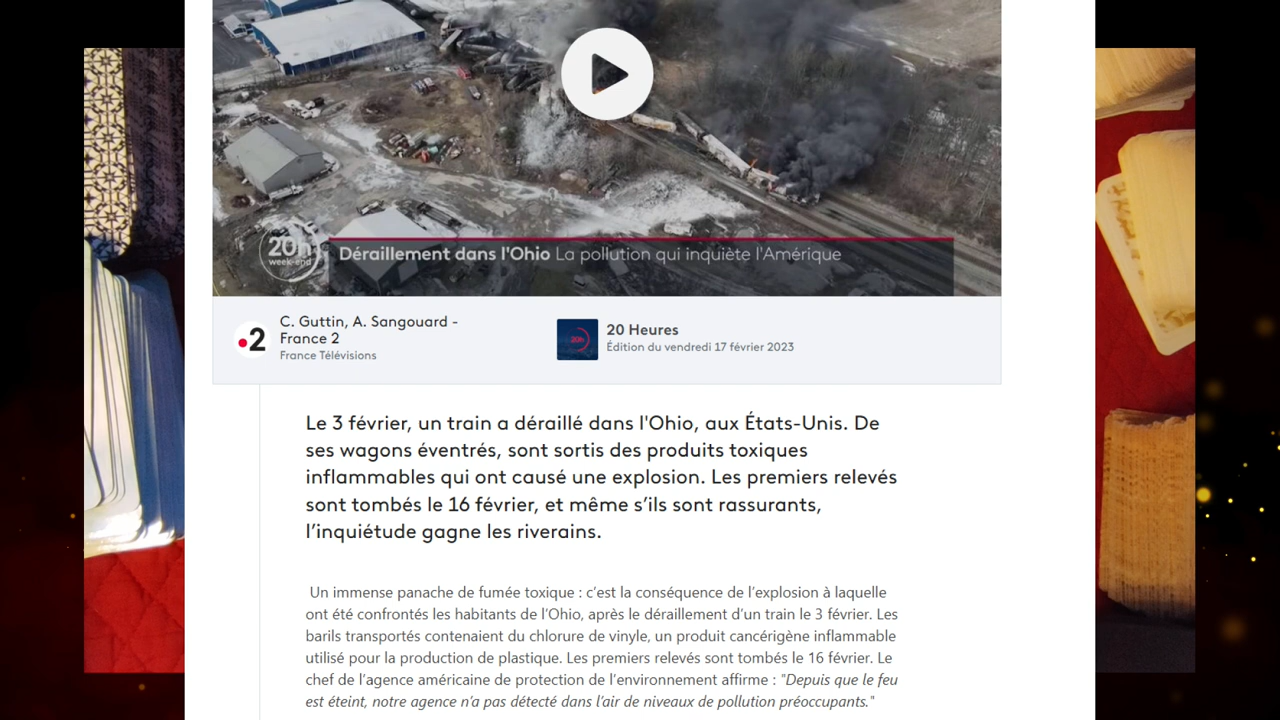 20h
week-end
Déraillement dans l'Ohio La pollution qui inquiète l'Amérique
2
C. Guttin, A. Sangouard -
France 2
France Télévisions
20h
20 Heures
Édition du vendredi 17 février 2023
Le 3 février, un train a déraillé dans l'Ohio, aux États-Unis. De
ses wagons éventrés, sont sortis des produits toxiques
inflammables qui ont causé une explosion. Les premiers relevés
sont tombés le 16 février, et même s’ils sont rassurants,
l’inquiétude gagne les riverains.
Un immense panache de fumée toxique : c’est la conséquence de l’explosion à laquelle
ont été confrontés les habitants de l’Ohio, après le déraillement d’un train le 3 février. Les
barils transportés contenaient du chlorure de vinyle, un produit cancérigène inflammable
utilisé pour la production de plastique. Les premiers relevés sont tombés le 16 février. Le
chef de l’agence américaine de protection de l’environnement affirme : "Depuis que le feu
est éteint, notre agence n’a pas détecté dans l’air de niveaux de pollution préoccupants."